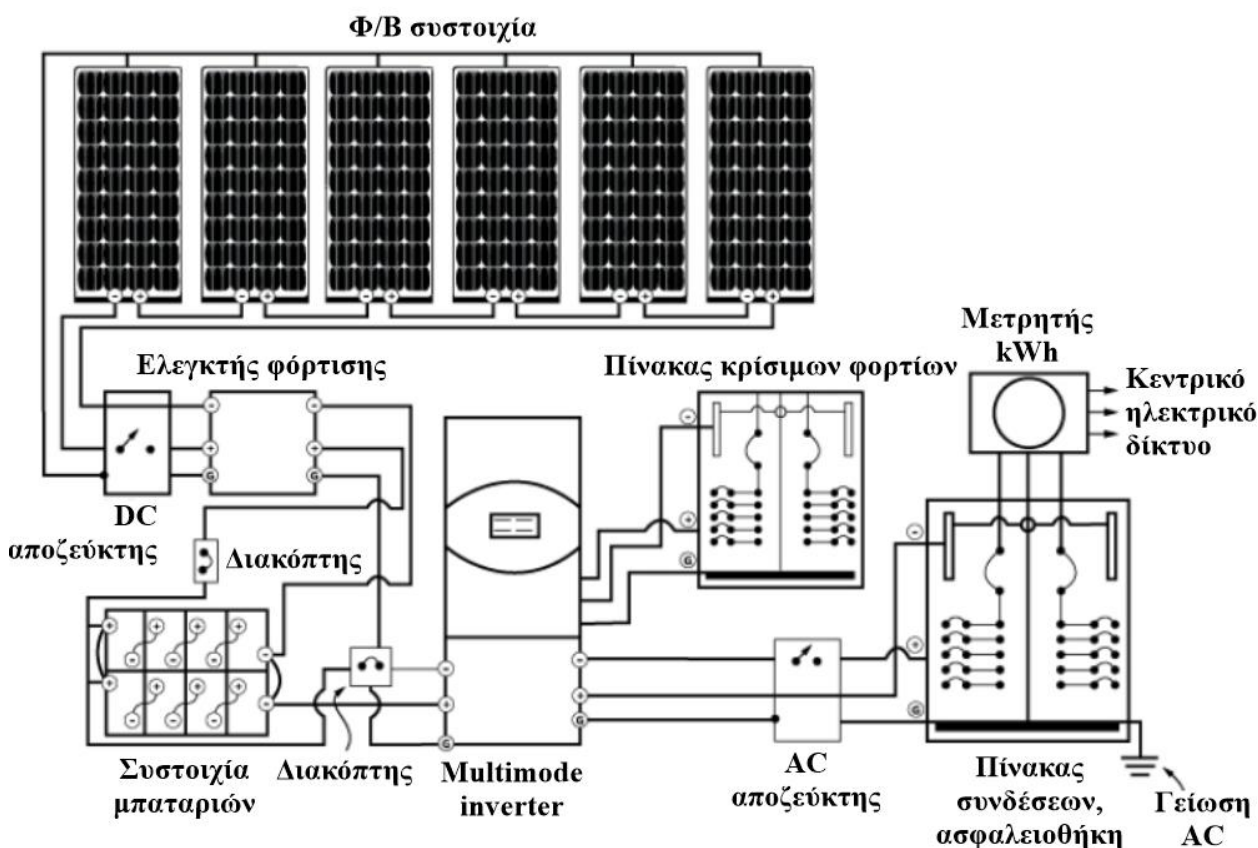 Φ/Β συστοιχία
Ελεγκτής φόρτισης
Πίνακας κρίσιμων φορτίων
Μετρητής
kWh
Κεντρικό
ηλεκτρικό
δίκτυο
DC
αποζεύκτης
Διακόπτης
Συστοιχία
μπαταριών
Διακόπτης
Multimode
inverter
AC
αποζεύκτης
Πίνακας
συνδέσεων,
ασφαλειοθήκη
Γείωση
AC